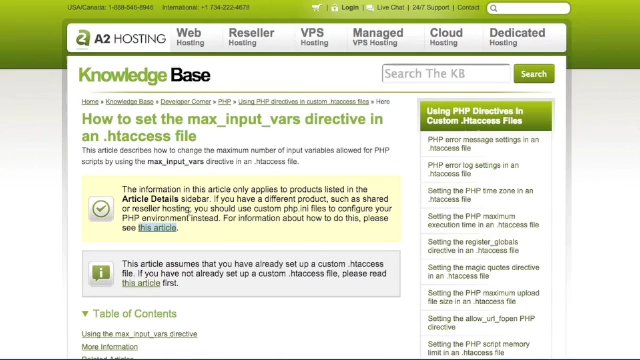 USA/Canada: 1-888-546-8946 International: +1 734-222-4678
Login Live Chat | 24/7 Support | Contact
A2 HOSTING
Web Hosting
Reseller Hosting
VPS Hosting
Managed VPS Hosting
Cloud Hosting
Dedicated Hosting
Knowledge Base
Search The KB
Search
Home » Knowledge Base » Developer Corner » PHP » Using PHP directives in custom .htaccess files » Here
How to set the max_input_vars directive in
an .htaccess file
This article describes how to change the maximum number of input variables allowed for PHP
scripts by using the max_input_vars directive in an .htaccess file.
The information in this article only applies to products listed in the
Article Details sidebar. If you have a different product, such as shared
or reseller hosting, you should use custom php.ini files to configure your
PHP environment instead. For information about how to do this, please
see this article.
This article assumes that you have already set up a custom .htaccess
file. If you have not already set up a custom .htaccess file, please read
this article first.
Table of Contents
Using the max_input_vars directive
More Information
Related Articles
Using PHP Directives In
Custom .Htaccess Files
PHP error message settings in an
.htaccess file
PHP error log settings in an
.htaccess file
Setting the PHP time zone in an
.htaccess file
Setting the PHP maximum
execution time in an .htaccess file
Setting the register_globals
directive in an .htaccess file
Setting the magic quotes directive in
an .htaccess file
Setting the PHP maximum upload
file size in an .htaccess file
Setting the allow_url_fopen PHP
directive
Setting the PHP script memory
limit in an .htaccess file